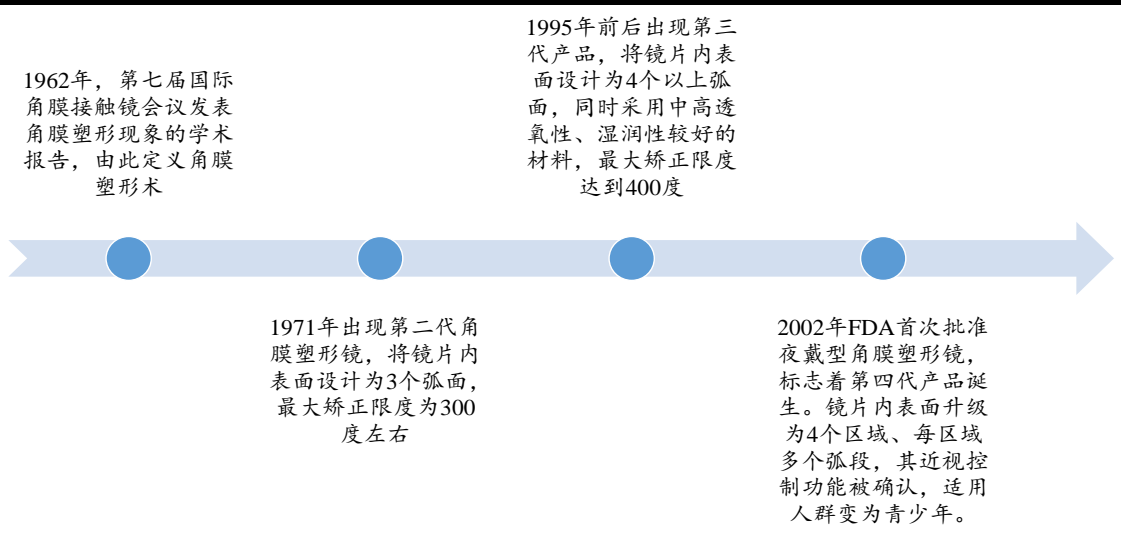 1962年，第七届国际
角膜接触镜会议发表
角膜塑形现象的学术
报告，由此定义角膜
塑形术
1971年出现第二代角
膜塑形镜，将镜片内
表面设计为3个弧面，
最大矫正限度为300
度左右
1995年前后出现第三
代产品，将镜片内表
面设计为4个以上弧
面，同时采用中高透
氧性、湿润性较好的
材料，最大矫正限度
达到400度
2002年FDA首次批准
夜戴型角膜塑形镜，
标志着第四代产品诞
生。镜片内表面升级
为4个区域、每区域
多个弧段，其近视控
制功能被确认，适用
人群变为青少年。